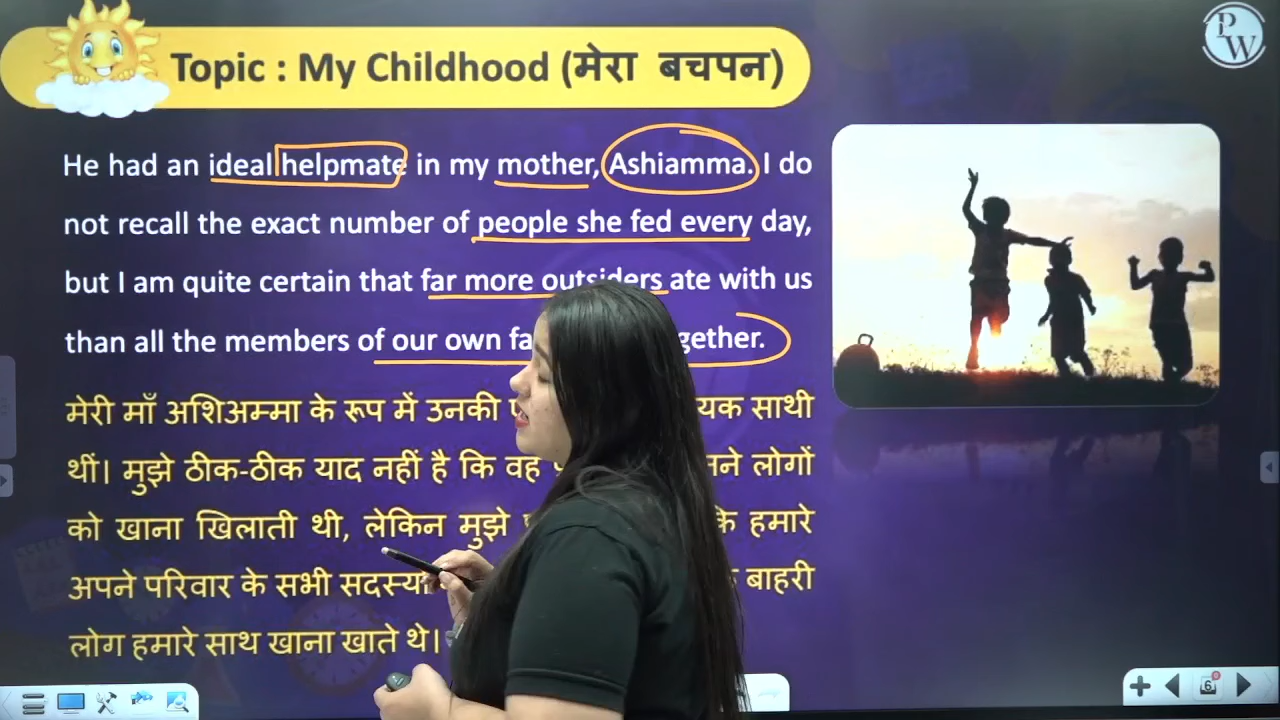 Topic : My Childhood (मेरा बचपन)
PW
He had an ideal helpmate in my mother, Ashiamma. I do
not recall the exact number of people she fed every day,
but I am quite certain that far more outsiders ate with us
than all the members of our own
मेरी माँ अशिअम्मा के रूप में उनकी साथी
थीं। मुझे ठीक-ठीक याद नहीं है कि वह लोगों
को खाना खिलाती थी, लेकिन मुझे हमारे
अपने परिवार के सभी बाहरी
लोग हमारे साथ खाना खाते थे।
6